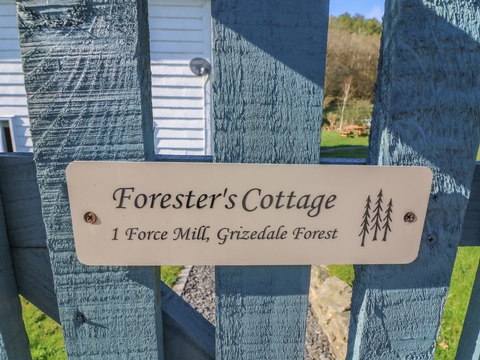 Forester's Cottage
1 Force Mill, Grizedale Forest